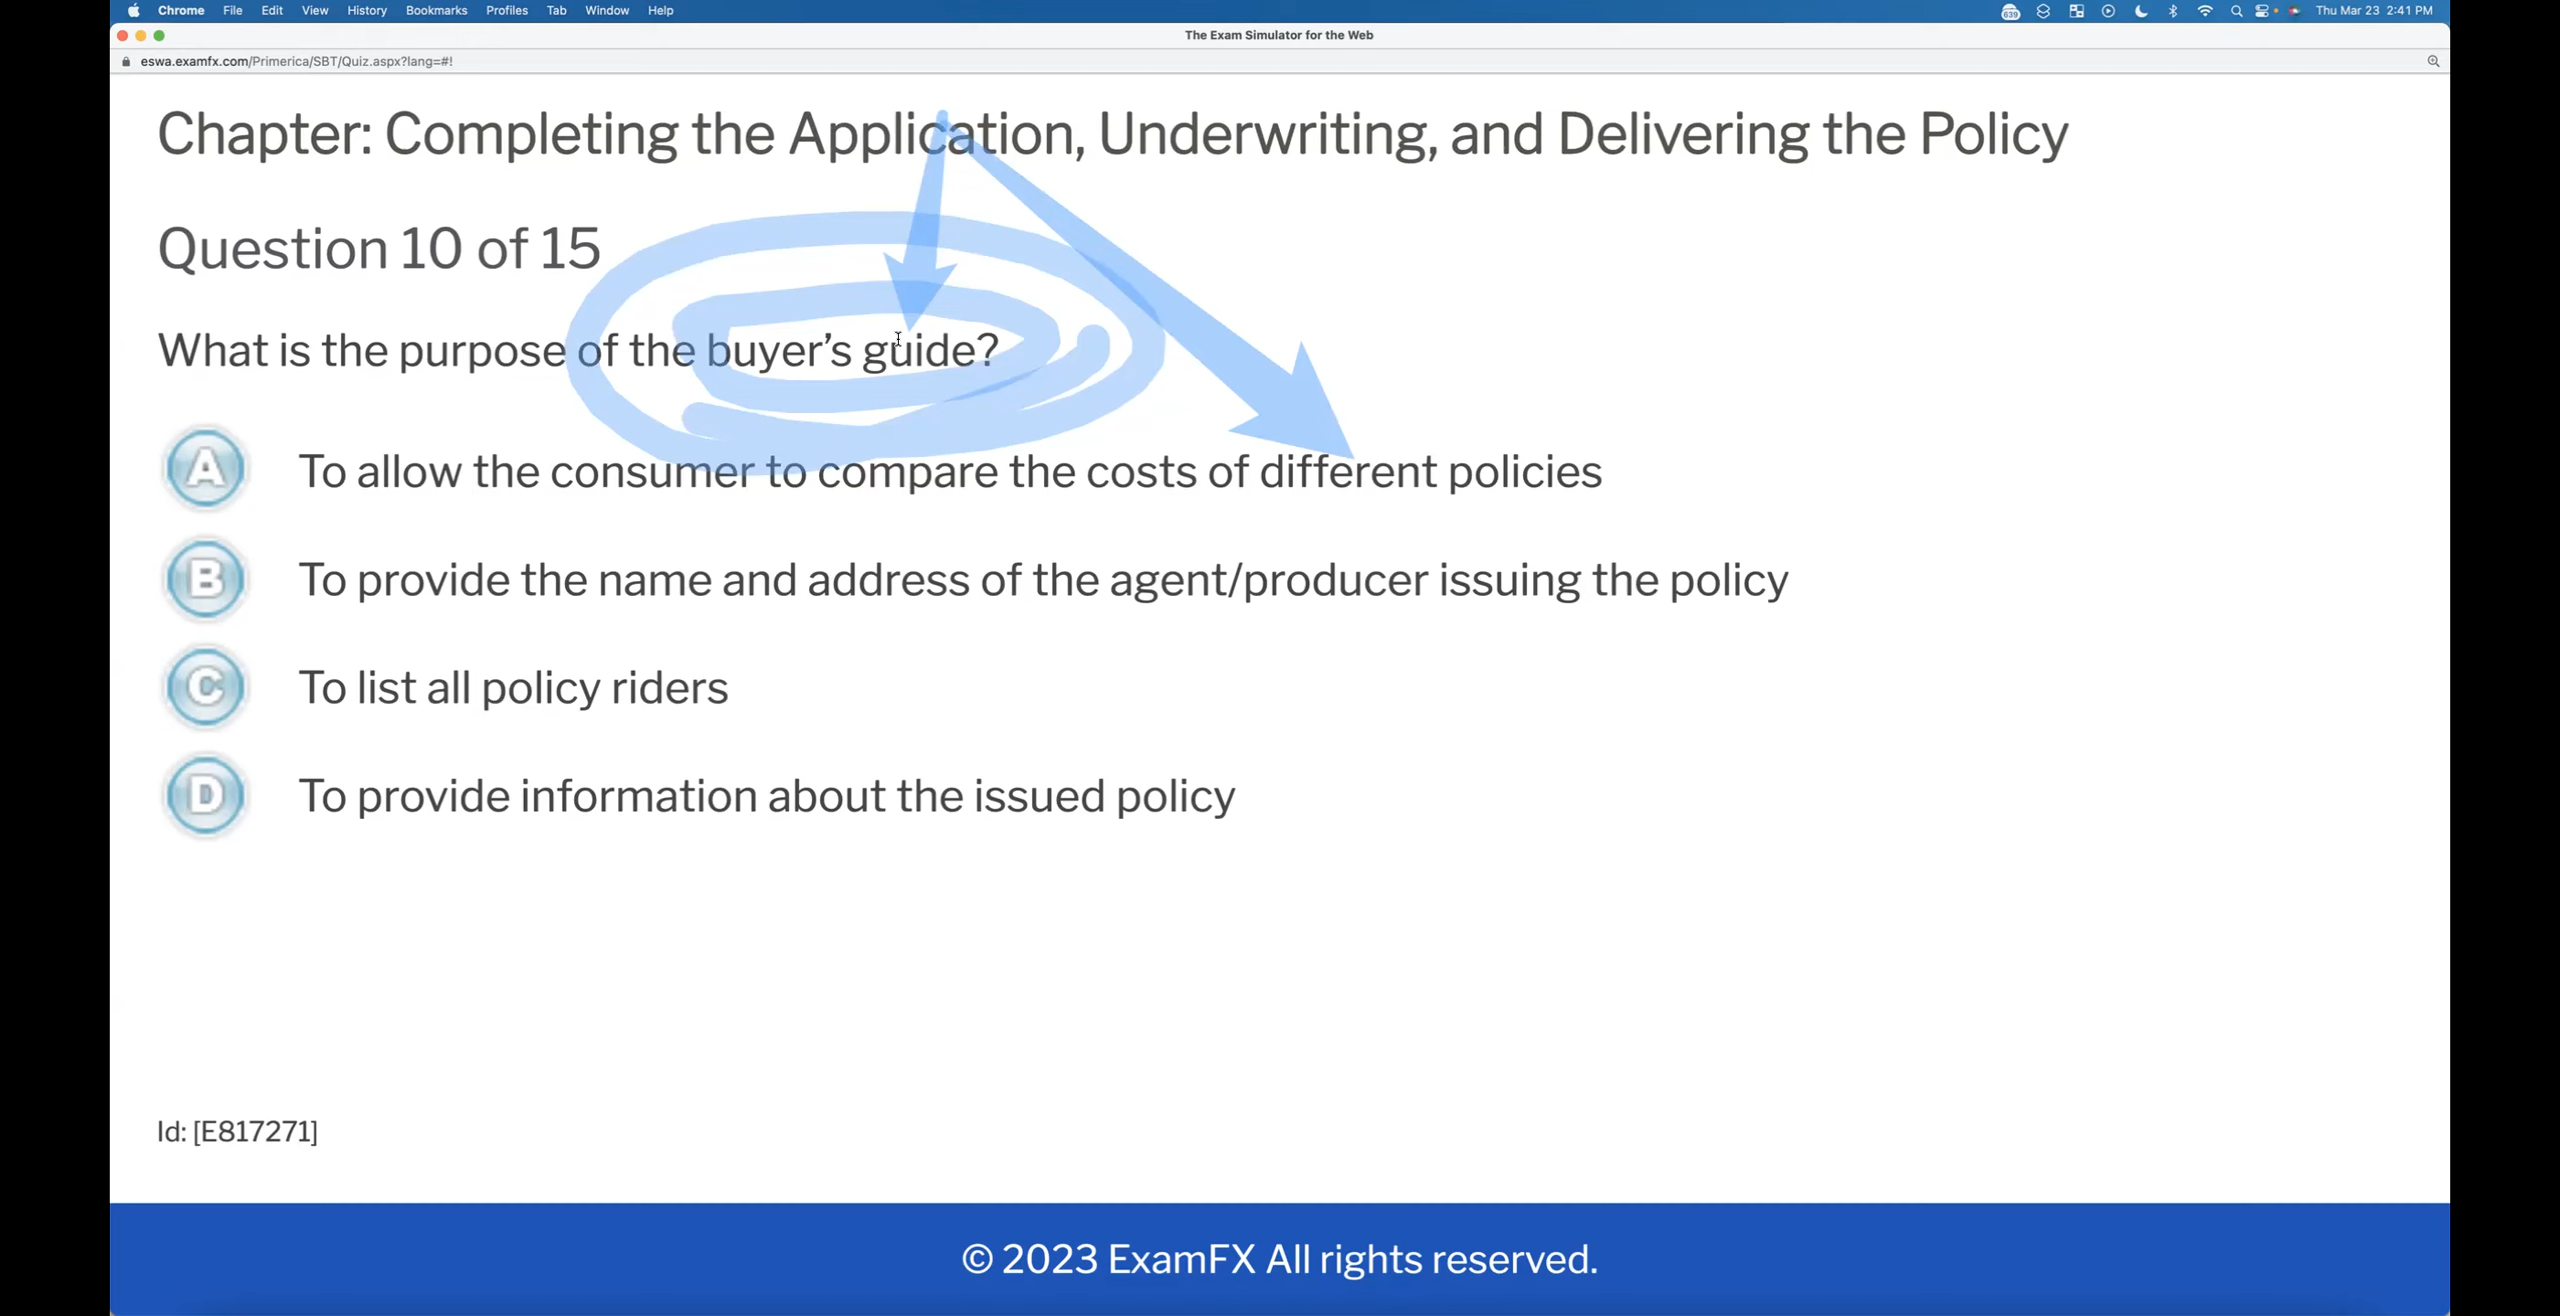 Chrome File Edit View History Bookmarks Profiles Tab Window Help 639 Thu Mar 23 2:41 PM
The Exam Simulator for the Web
eswa.examfx.com/Primerica/SBT/Quiz.aspx?lang=#!
Chapter: Completing the Application, Underwriting, and Delivering the Policy
Question 10 of 15
What is the purpose of the buyer’s guide?
A To allow the consumer to compare the costs of different policies
B To provide the name and address of the agent/producer issuing the policy
C To list all policy riders
D To provide information about the issued policy
Id: [E817271]
© 2023 ExamFX All rights reserved.